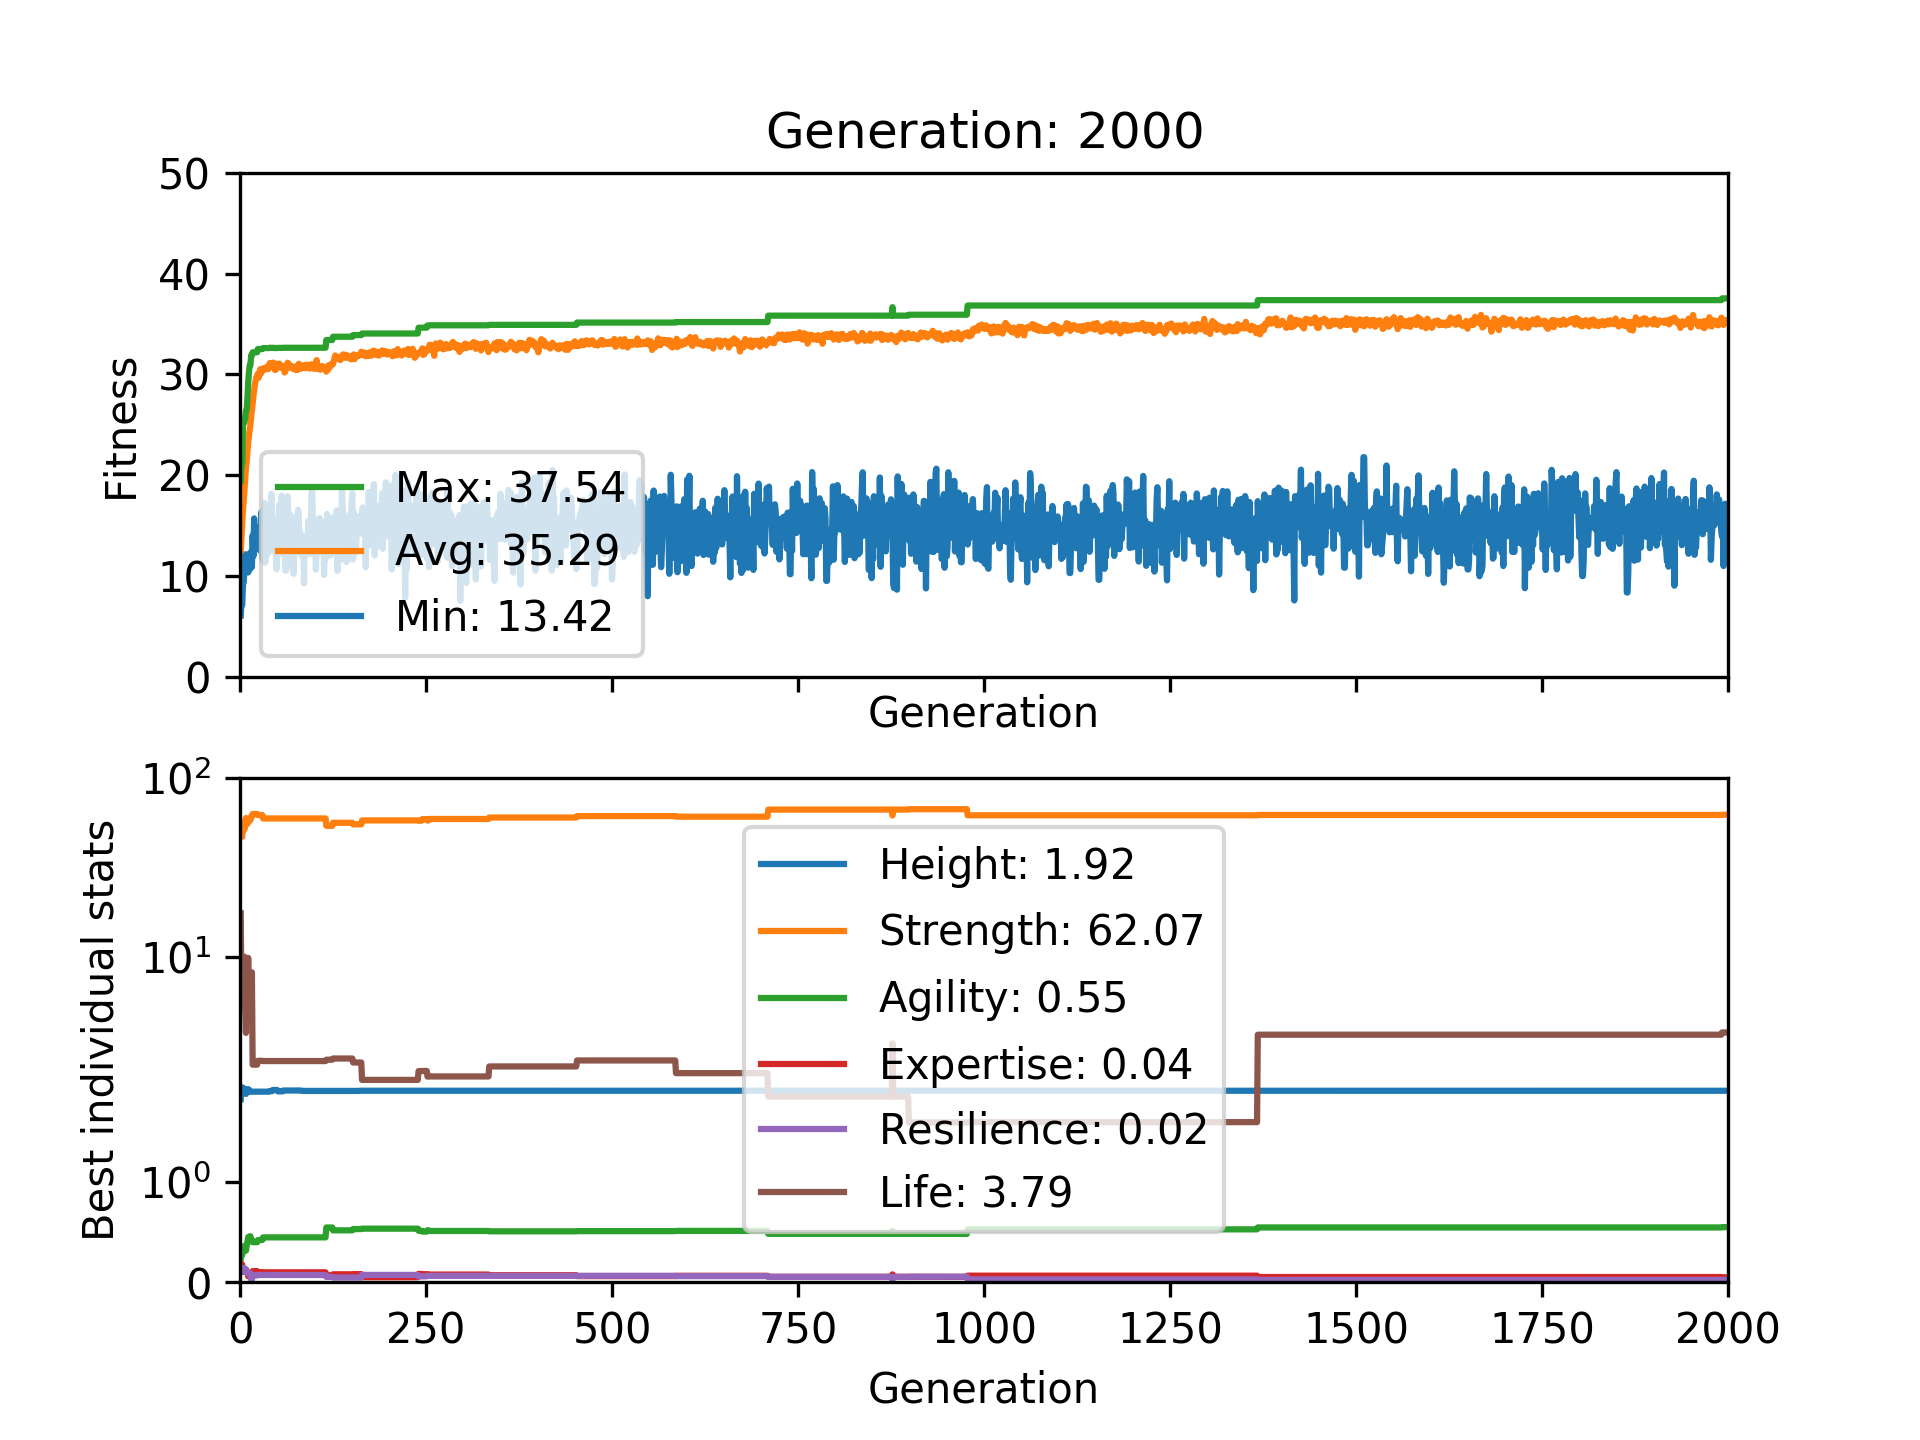 Generation: 2000
50
40
30
20
10
0
Fitness
Max: 37.54
Avg: 35.29
Min: 13.42
Generation
10²
10¹
10⁰
0
Best individual stats
Height: 1.92
Strength: 62.07
Agility: 0.55
Expertise: 0.04
Resilience: 0.02
Life: 3.79
0 250 500 750 1000 1250 1500 1750 2000
Generation